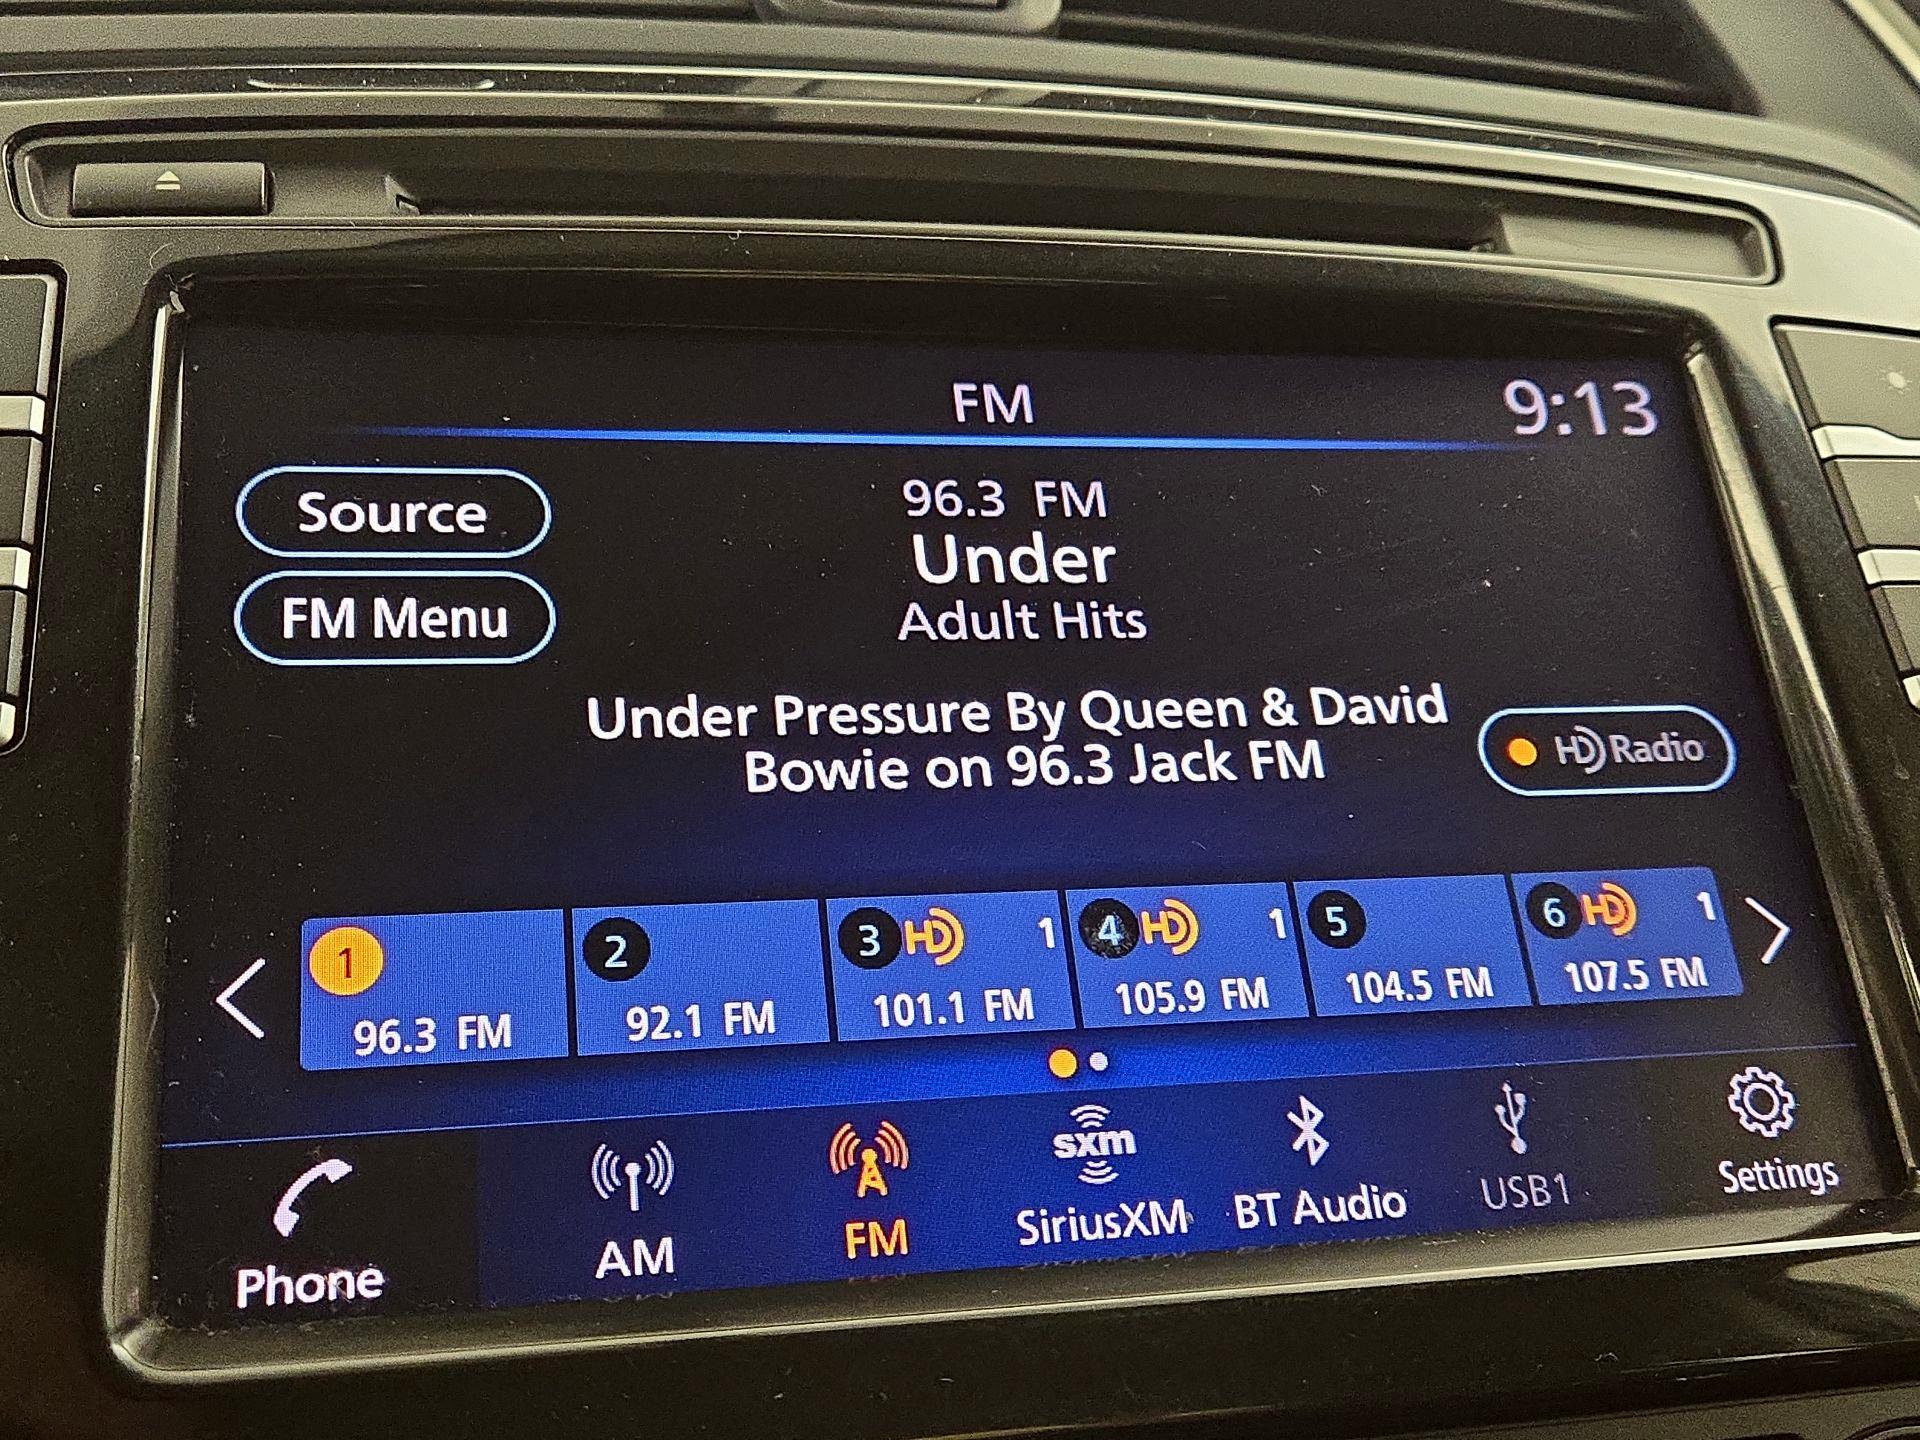 FM
9:13
Source
96.3 FM
Under
FM Menu
Adult Hits
Under Pressure By Queen & David
Bowie on 96.3 Jack FM
HD Radio
1
96.3 FM
2
92.1 FM
3 HD 1
101.1 FM
4 HD 1
105.9 FM
5
104.5 FM
6 HD 1
107.5 FM
Phone
AM
FM
sxm
SiriusXM
BT Audio
USB1
Settings